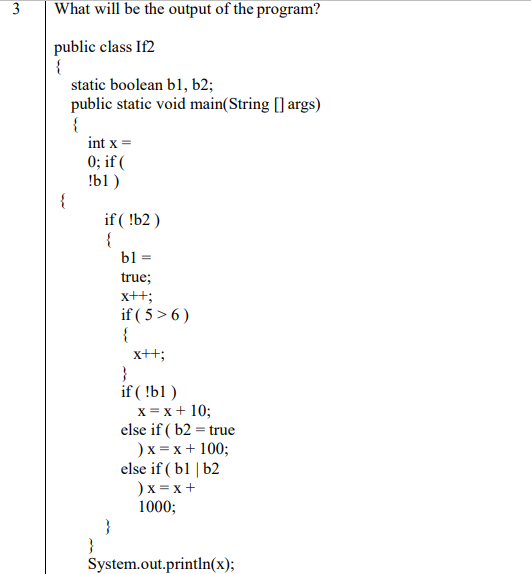 3 What will be the output of the program?
public class If2
{
static boolean b1, b2;
public static void main(String [] args)
{
int x =
0; if (
!b1 )
{
if ( !b2 )
{
b1 =
true;
x++;
if ( 5 > 6 )
{
x++;
}
if ( !b1 )
x = x + 10;
else if ( b2 = true
) x = x + 100;
else if ( b1 | b2
) x = x +
1000;
}
}
System.out.println(x);